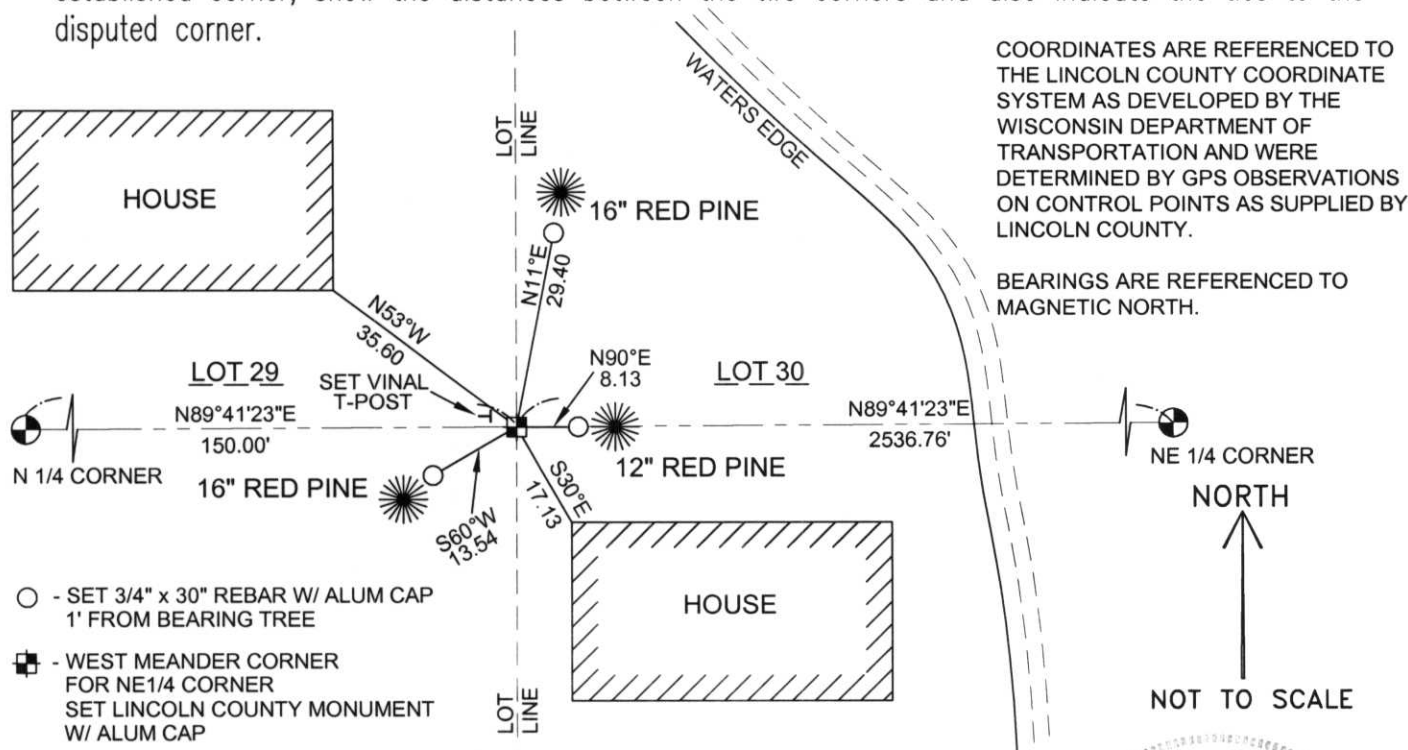 disputed corner.
COORDINATES ARE REFERENCED TO
THE LINCOLN COUNTY COORDINATE
SYSTEM AS DEVELOPED BY THE
WISCONSIN DEPARTMENT OF
TRANSPORTATION AND WERE
DETERMINED BY GPS OBSERVATIONS
ON CONTROL POINTS AS SUPPLIED BY
LINCOLN COUNTY.
BEARINGS ARE REFERENCED TO
MAGNETIC NORTH.
WATERS EDGE
LOT
LINE
HOUSE
16" RED PINE
N11°E
29.40
N53°W
35.60
LOT 29
SET VINAL
T-POST
T
N90°E
8.13
LOT 30
N89°41'23"E
150.00'
N89°41'23"E
2536.76'
N 1/4 CORNER
NE 1/4 CORNER
16" RED PINE
12" RED PINE
S60°W
13.54
S30°E
17.13
HOUSE
NORTH
NOT TO SCALE
- SET 3/4" x 30" REBAR W/ ALUM CAP
1' FROM BEARING TREE
- WEST MEANDER CORNER
FOR NE1/4 CORNER
SET LINCOLN COUNTY MONUMENT
W/ ALUM CAP
LOT
LINE